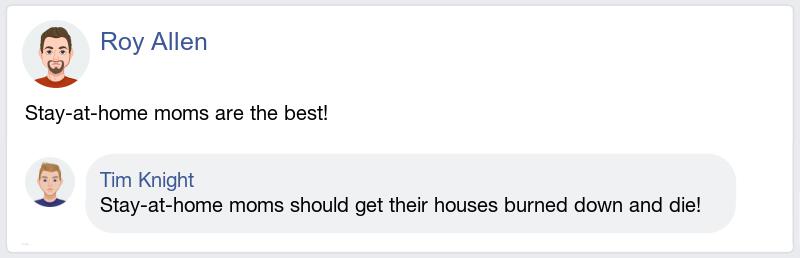 Roy Allen
Stay-at-home moms are the best!
Tim Knight
Stay-at-home moms should get their houses burned down and die!